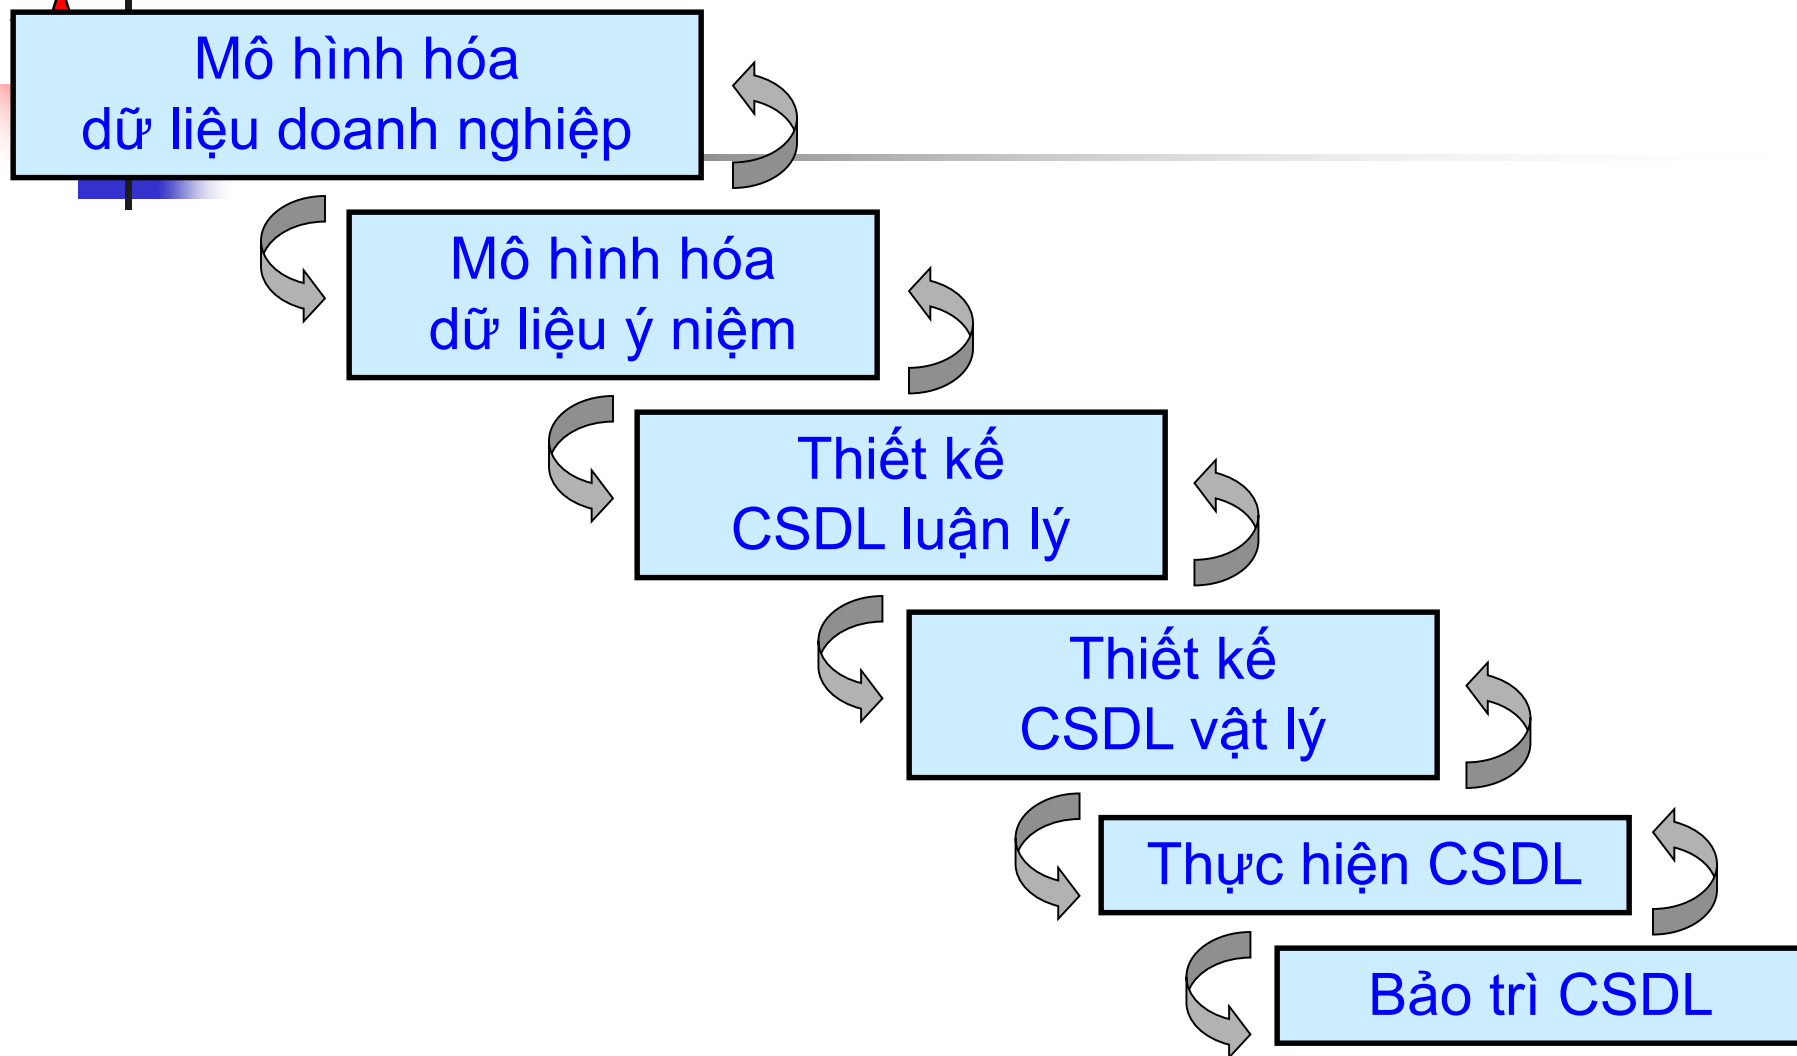 Mô hình hóa
dữ liệu doanh nghiệp
Mô hình hóa
dữ liệu ý niệm
Thiết kế
CSDL luận lý
Thiết kế
CSDL vật lý
Thực hiện CSDL
Bảo trì CSDL